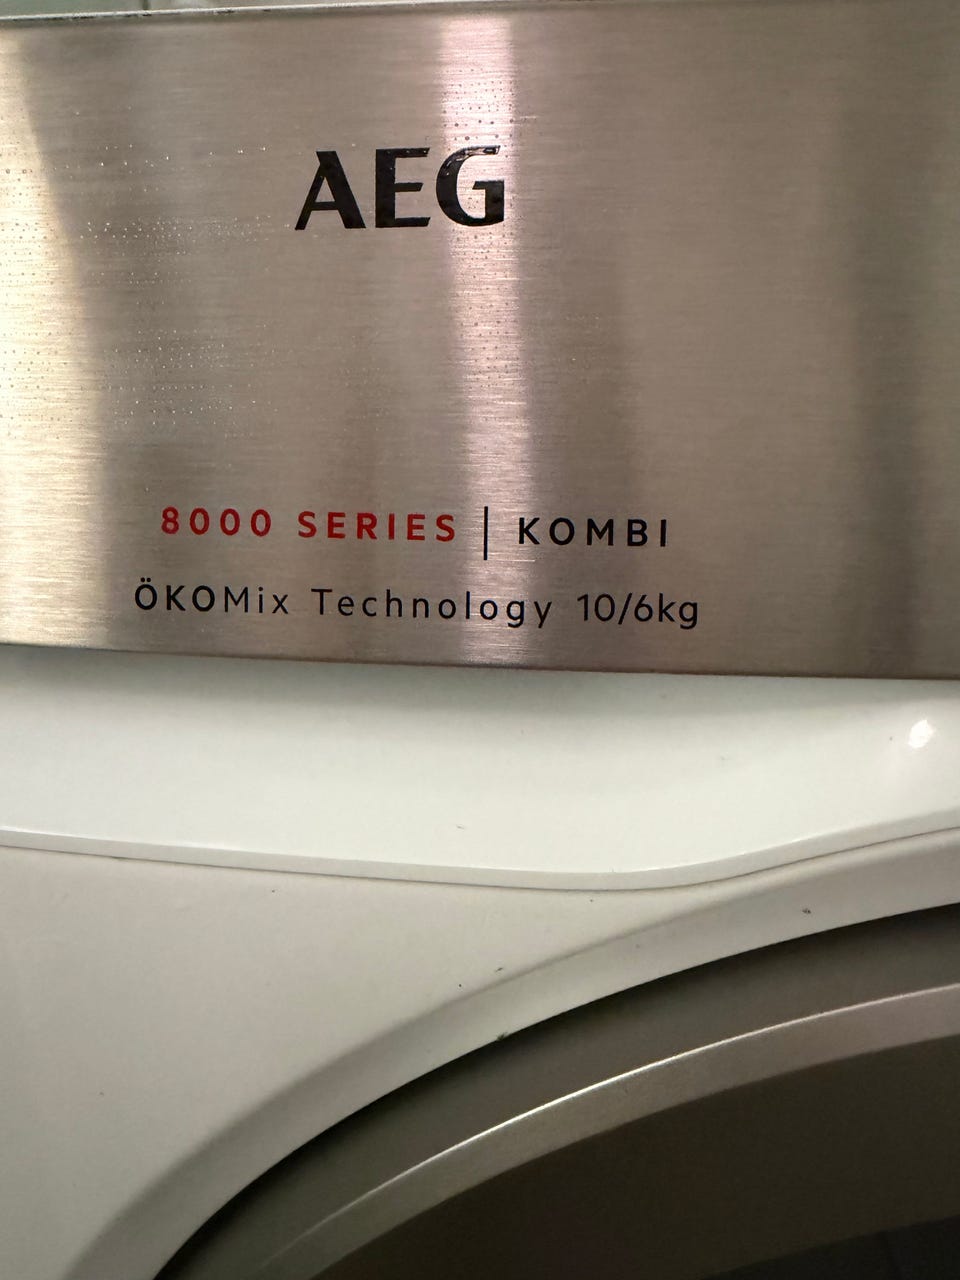 AEG
8000 SERIES | KOMBI
ÖKOMix Technology 10/6kg